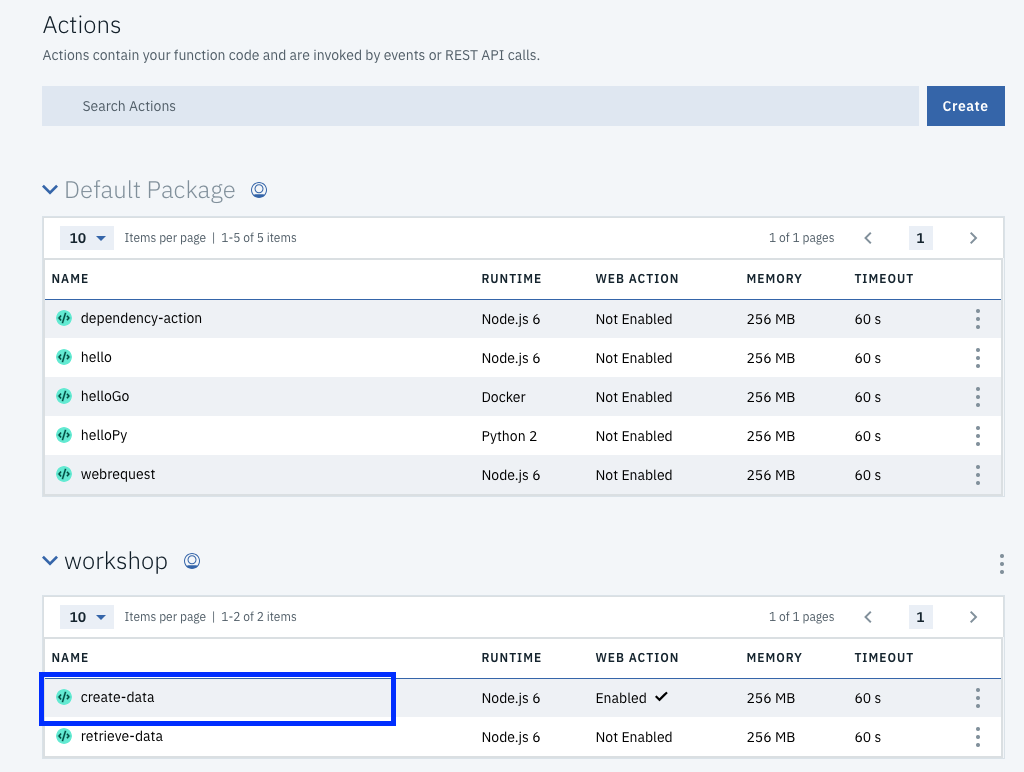 Actions
Actions contain your function code and are invoked by events or REST API calls.
Search Actions
Create
Default Package
10 Items per page | 1-5 of 5 items 1 of 1 pages 1
NAME RUNTIME WEB ACTION MEMORY TIMEOUT
dependency-action Node.js 6 Not Enabled 256 MB 60 s
hello Node.js 6 Not Enabled 256 MB 60 s
helloGo Docker Not Enabled 256 MB 60 s
helloPy Python 2 Not Enabled 256 MB 60 s
webrequest Node.js 6 Not Enabled 256 MB 60 s
workshop
10 Items per page | 1-2 of 2 items 1 of 1 pages 1
NAME RUNTIME WEB ACTION MEMORY TIMEOUT
create-data Node.js 6 Enabled 256 MB 60 s
retrieve-data Node.js 6 Not Enabled 256 MB 60 s